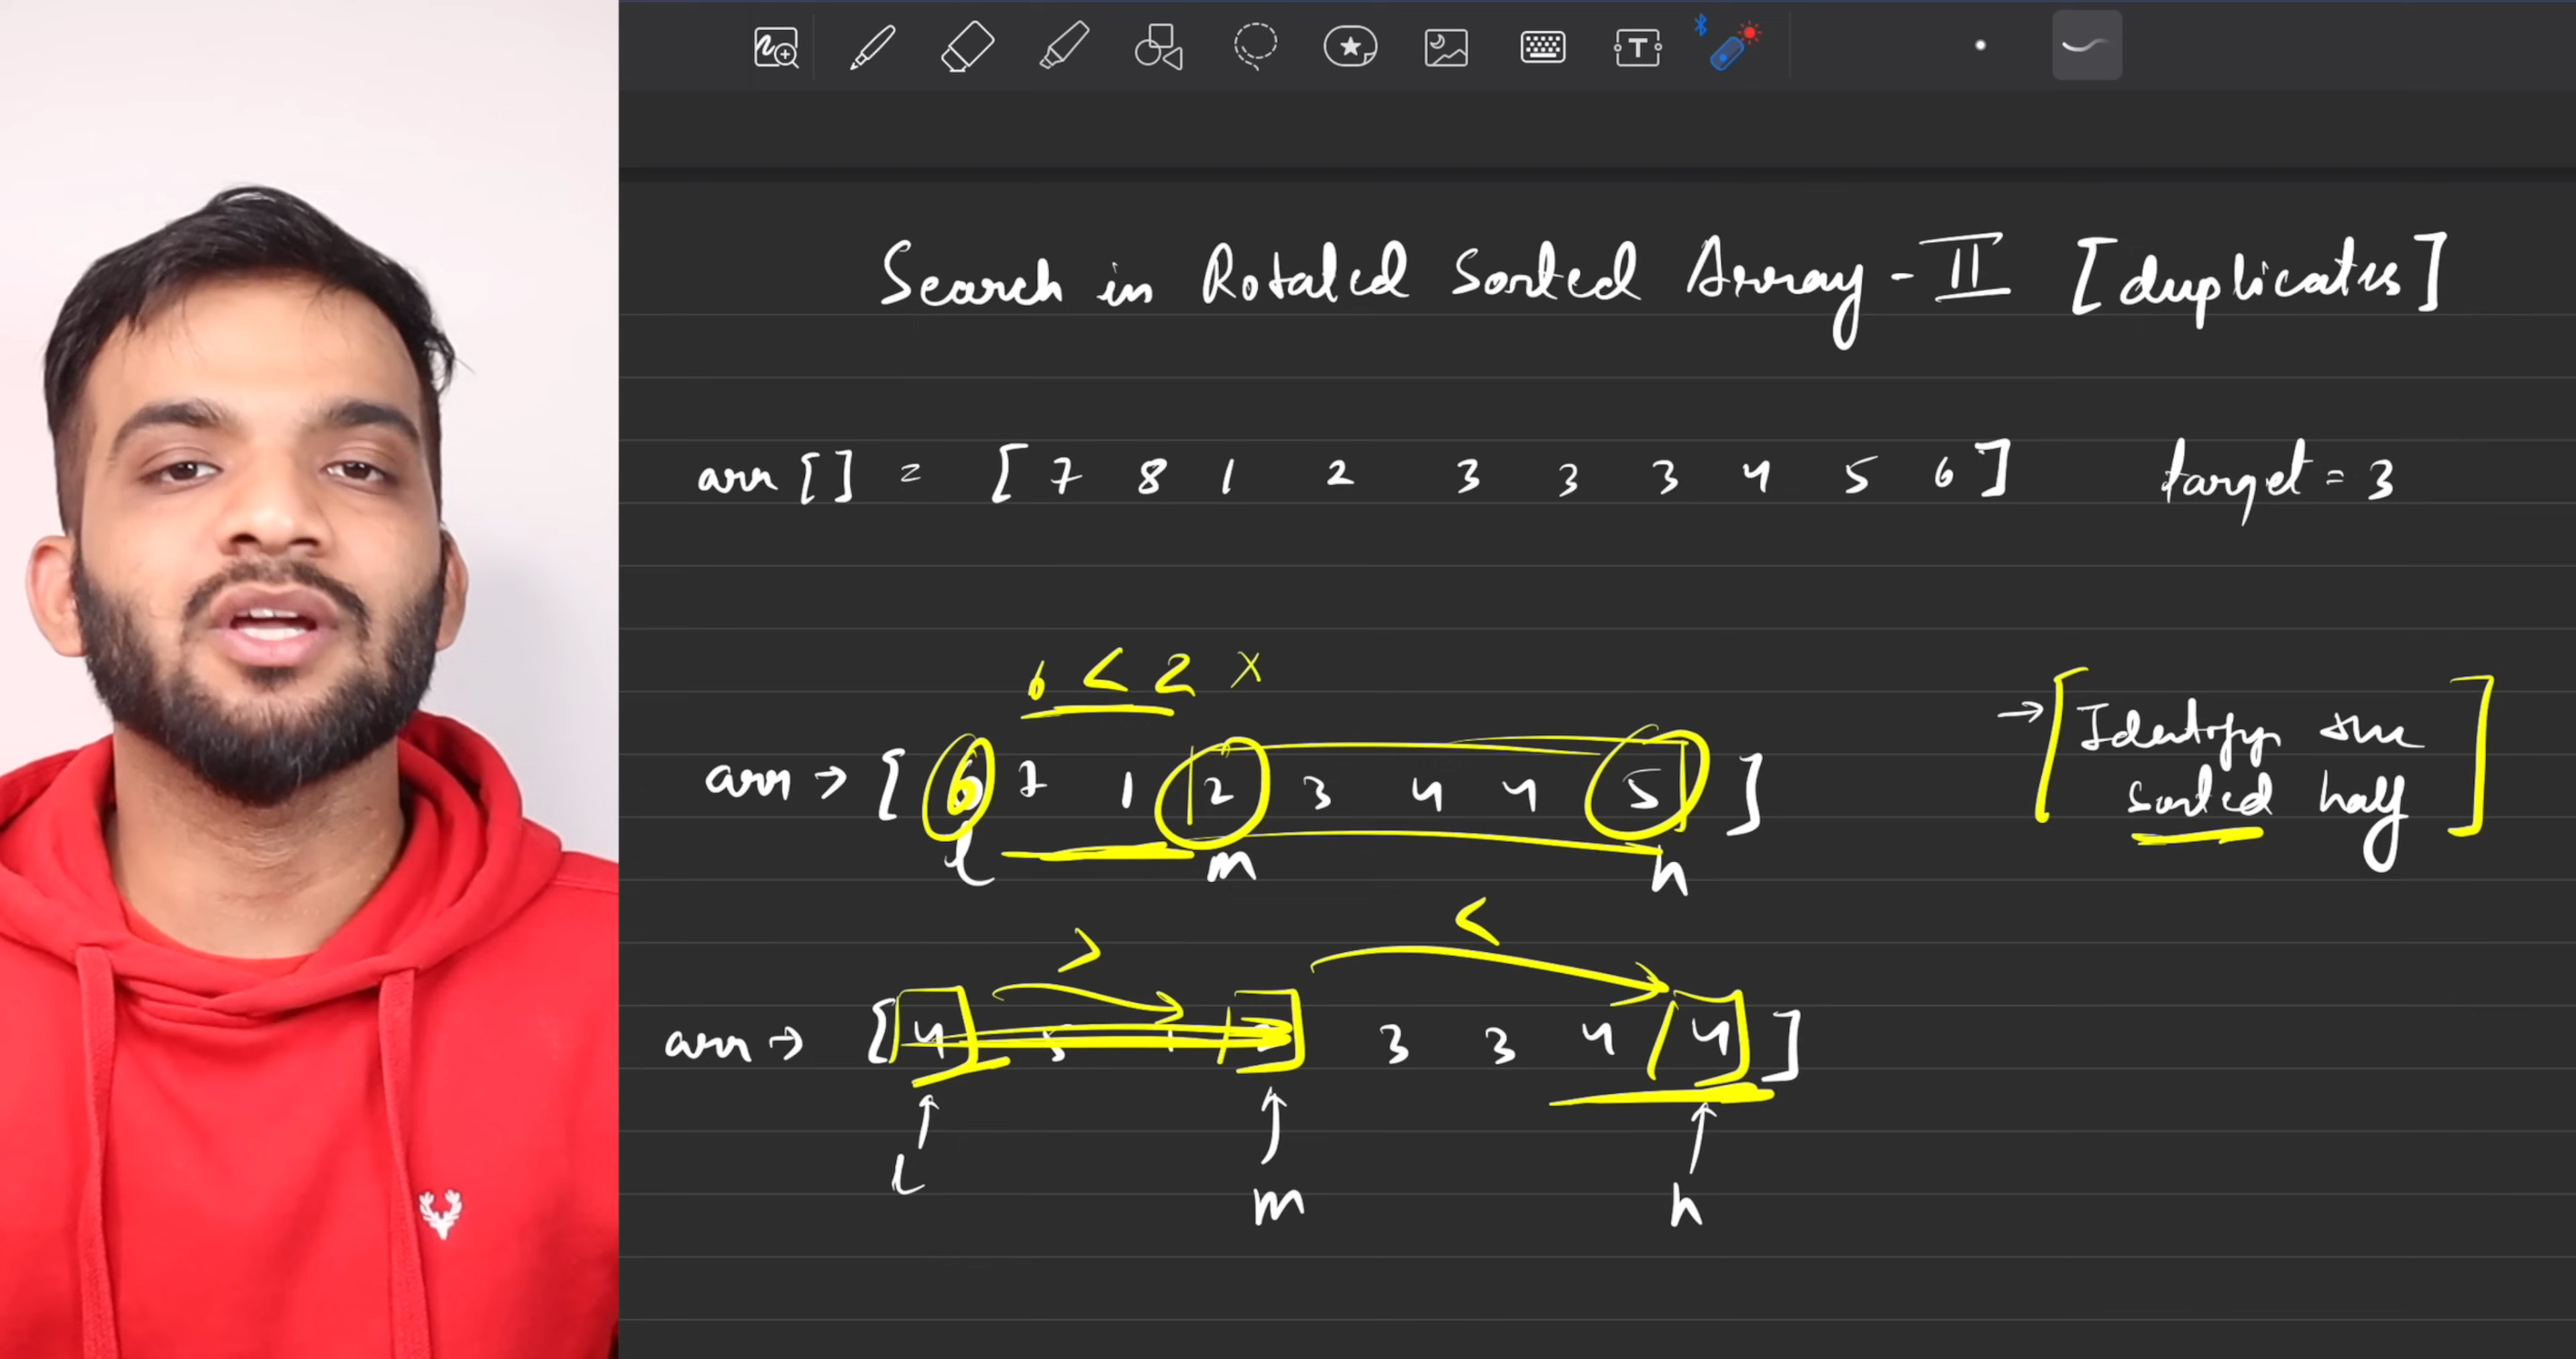 Search in Rotated Sorted Array - II [duplicates]
arr [] = [ 7 8 1 2 3 3 3 4 5 6 ] target = 3
6 < 2 x
→ [ Identify the
sorted half ]
arr → [ 6 7 1 2 3 4 4 5 ]
l m h
> <
arr → [ 4 5 1 3 3 4 4 ]
l m h